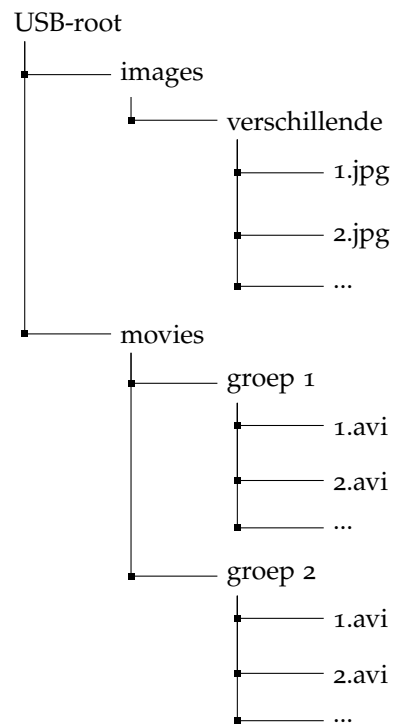 USB-root
images
verschillende
1.jpg
2.jpg
...
movies
groep 1
1.avi
2.avi
...
groep 2
1.avi
2.avi
...